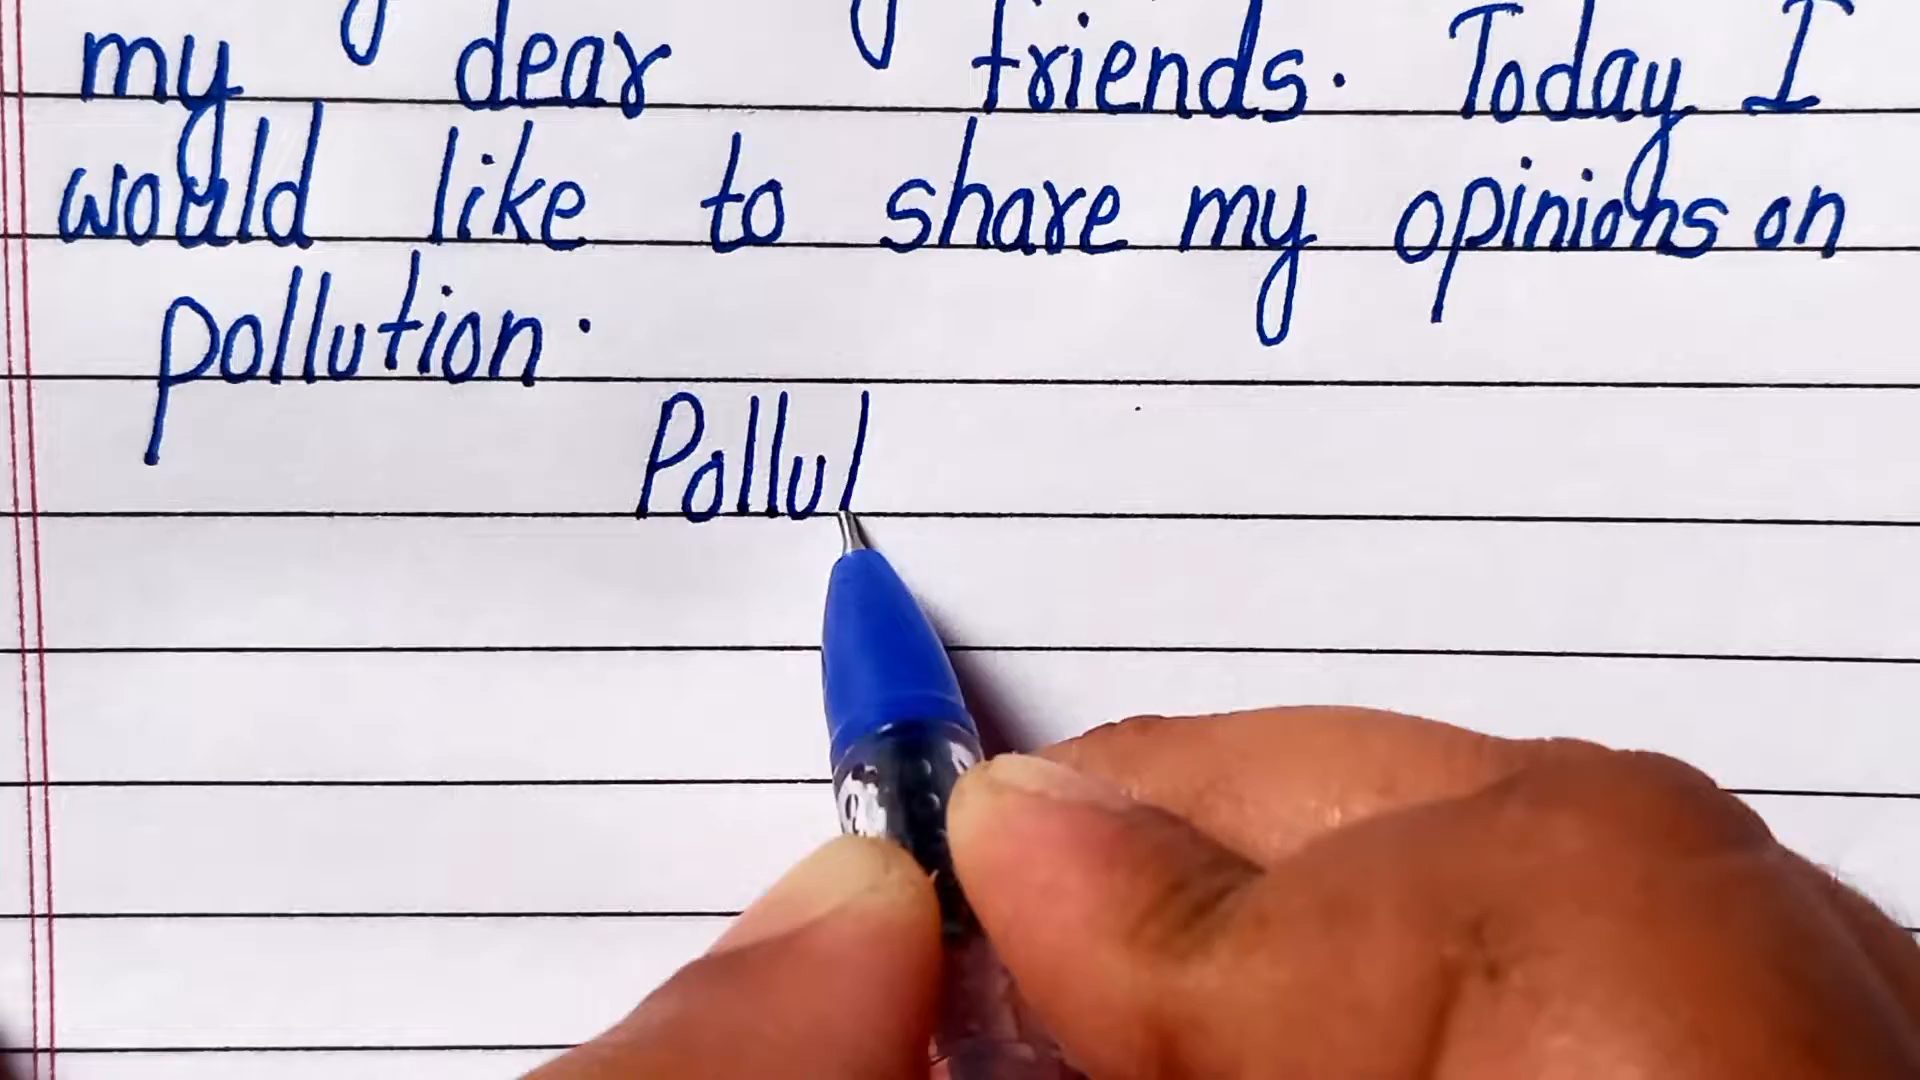 my dear friends. Today I
would like to share my opinions on
pollution.
Pollul